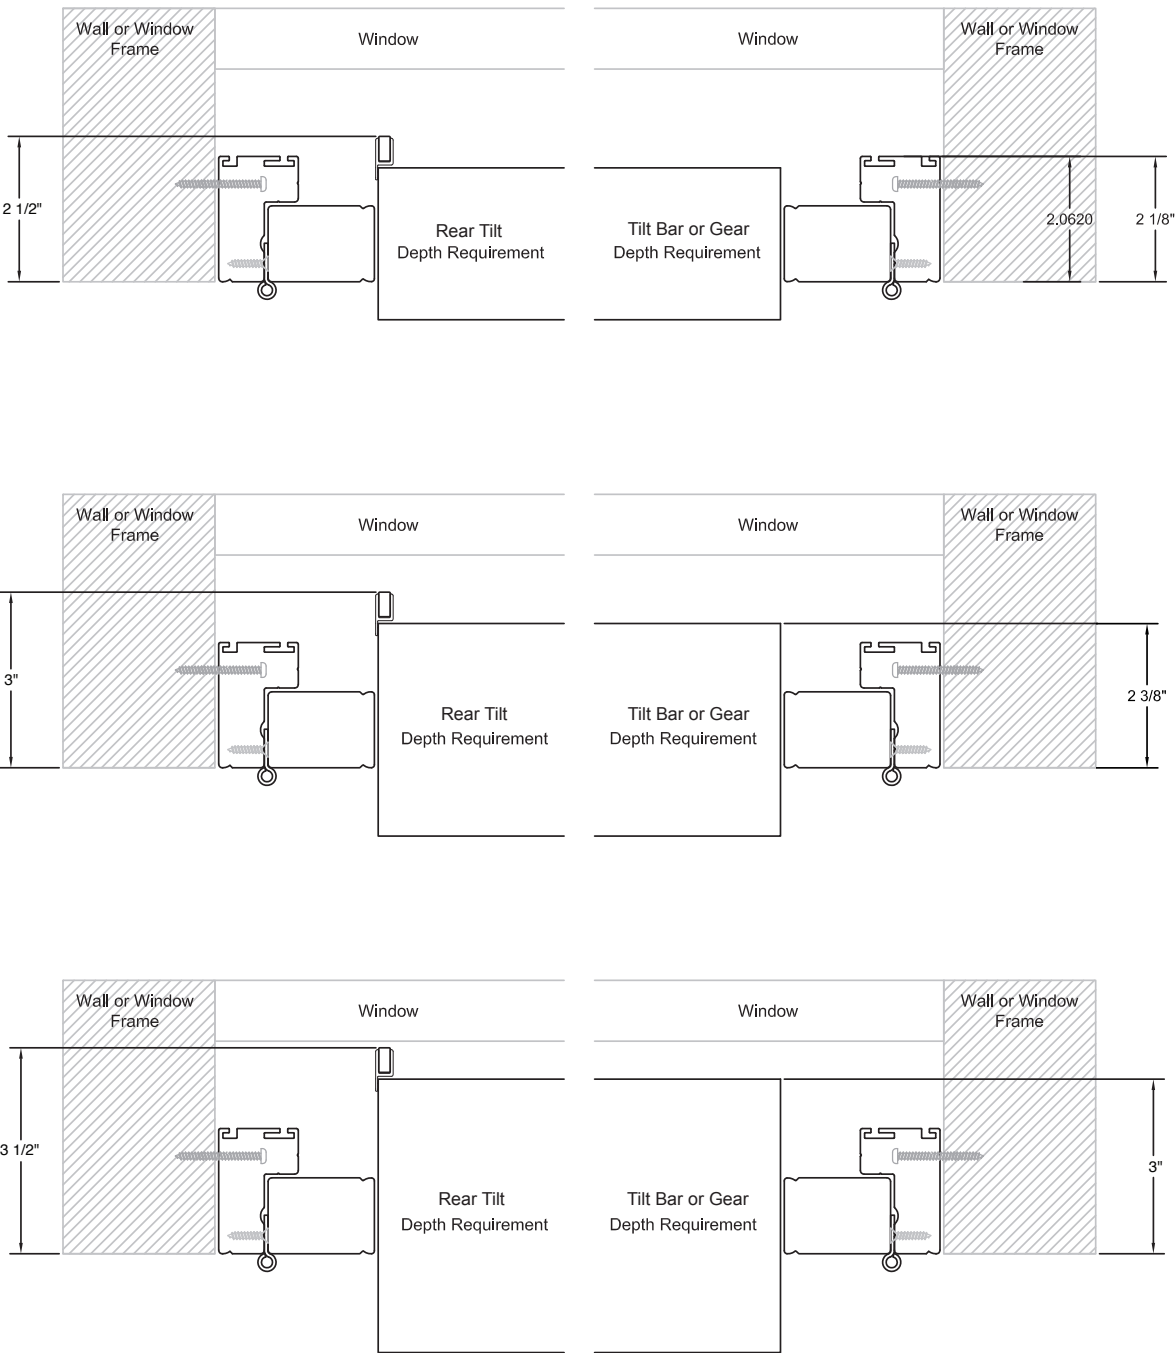 Wall or Window
Frame
Window
Window
Wall or Window
Frame
2 1/2"
Rear Tilt
Depth Requirement
Tilt Bar or Gear
Depth Requirement
2.0620
2 1/8"
Wall or Window
Frame
Window
Window
Wall or Window
Frame
3"
Rear Tilt
Depth Requirement
Tilt Bar or Gear
Depth Requirement
2 3/8"
Wall or Window
Frame
Window
Window
Wall or Window
Frame
3 1/2"
Rear Tilt
Depth Requirement
Tilt Bar or Gear
Depth Requirement
3"